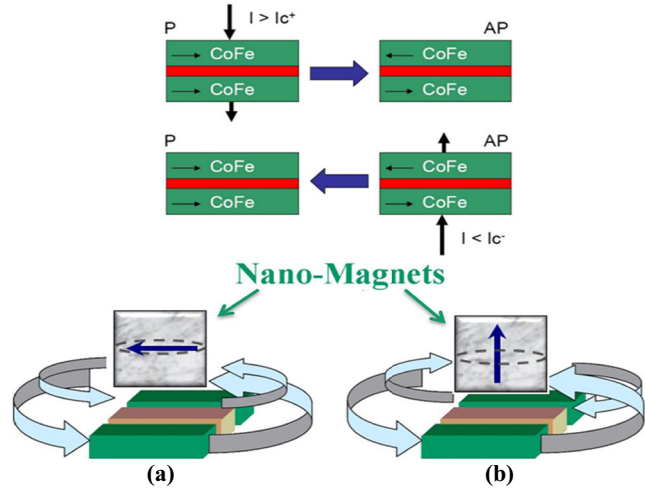 P
I > Ic⁺
AP
CoFe
CoFe
CoFe
CoFe
P
AP
CoFe
CoFe
CoFe
CoFe
I < Ic⁻
Nano-Magnets
(a)
(b)